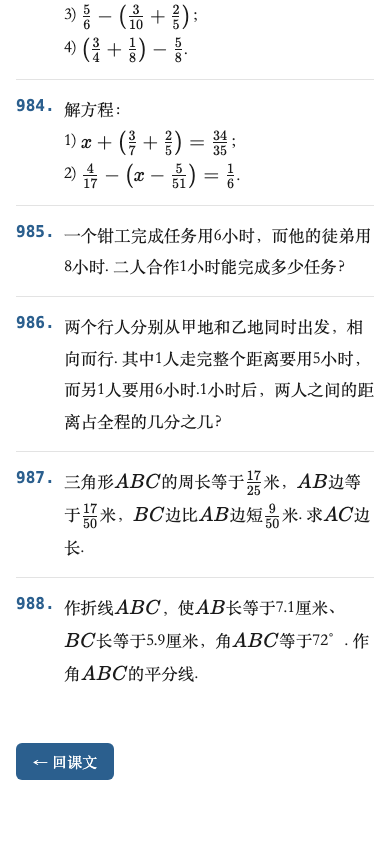 3) 5/6 − (3/10 + 2/5);
4) (3/4 + 1/8) − 5/8.
984. 解方程：
1) x + (3/7 + 2/5) = 34/35;
2) 4/17 − (x − 5/51) = 1/6.
985. 一个钳工完成任务用6小时，而他的徒弟用
8小时. 二人合作1小时能完成多少任务?
986. 两个行人分别从甲地和乙地同时出发，相
向而行. 其中1人走完整个距离要用5小时，
而另1人要用6小时.1小时后，两人之间的距
离占全程的几分之几?
987. 三角形ABC的周长等于17/25米，AB边等
于17/50米，BC边比AB边短9/50米. 求AC边
长.
988. 作折线ABC，使AB长等于7.1厘米、
BC长等于5.9厘米，角ABC等于72°. 作
角ABC的平分线.
← 回课文